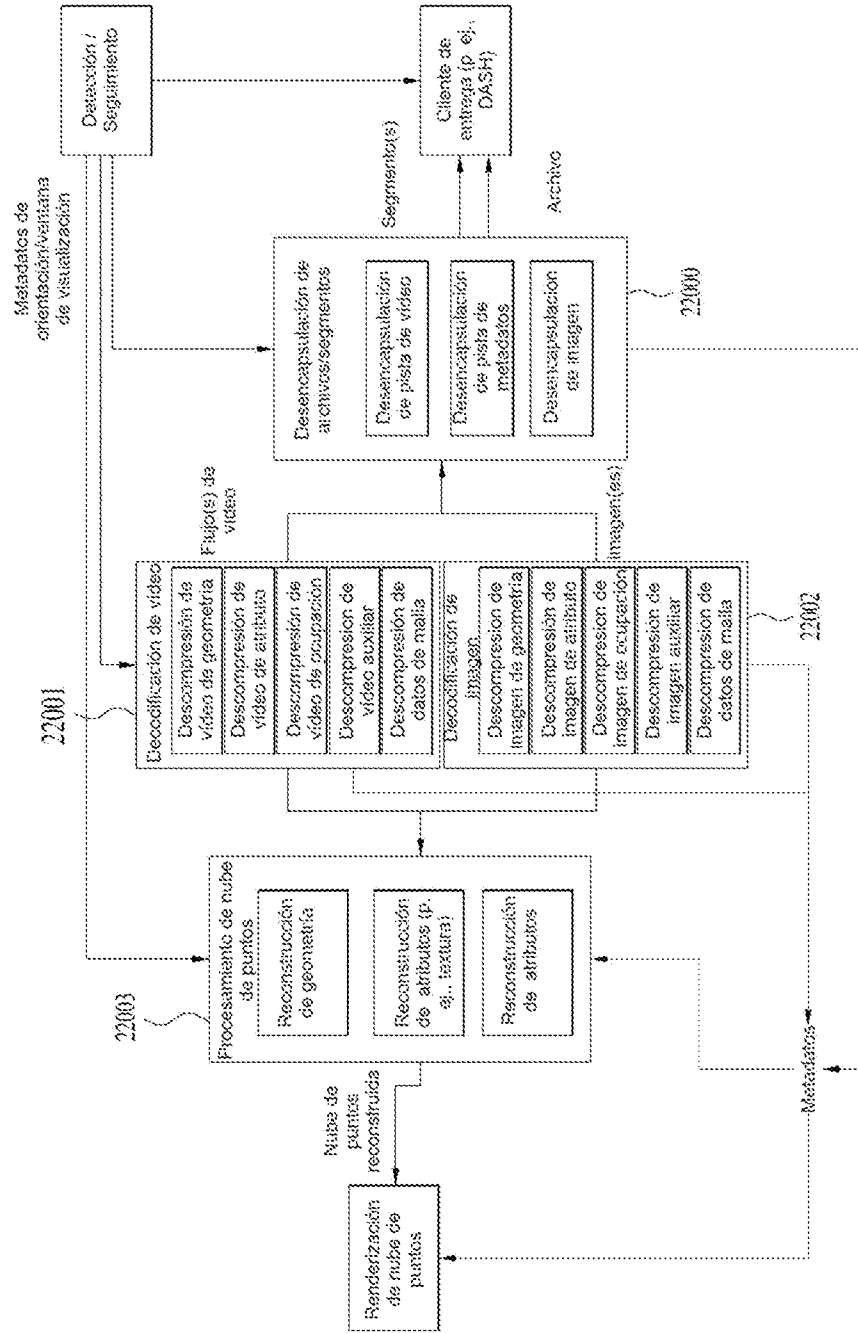 Detección /
Seguimiento
Metadatos de
orientación/ventana
de visualización
Cliente de
entrega (p. ej.,
DASH)
Segmento(s)
Archivo
Desencapsulación de
archivos/segmentos
Desencapsulación
de pista de vídeo
Desencapsulación
de pista de
metadatos
Desencapsulacion
de imagen
22000
Flujo(s) de
vídeo
Imagen(es)
22001
Decodificación de vídeo
Descompresión de
vídeo de geometría
Descompresión de
vídeo de atributo
Descompresión de
vídeo de ocupación
Descompresión de
vídeo auxiliar
Descompresión de
datos de malla
Decodificación de
imagen
Descompresión de
imagen de geometría
Descompresión de
imagen de atributo
Descompresión de
imagen de ocupación
Descompresión de
imagen auxiliar
Descompresión de
datos de malla
22002
22003
Procesamiento de nube
de puntos
Reconstrucción
de geometría
Reconstrucción
de atributos (p.
ej., textura)
Reconstrucción
de atributos
Nube de
puntos
reconstruida
Renderización
de nube de
puntos
Metadatos